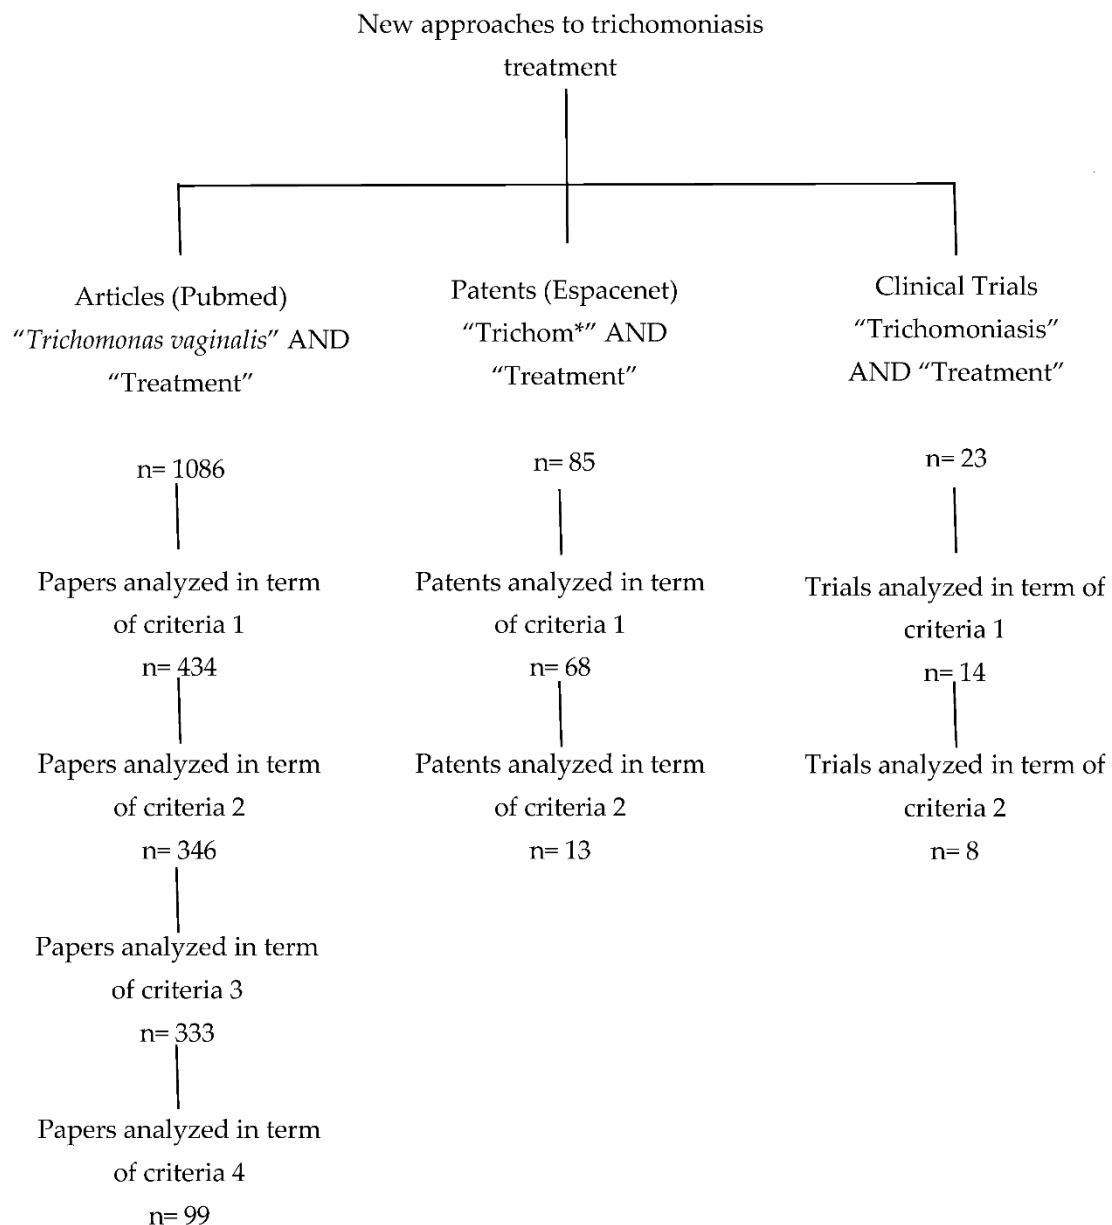 New approaches to trichomoniasis
treatment
Articles (Pubmed)
“Trichomonas vaginalis” AND
“Treatment”
n= 1086
Papers analyzed in term
of criteria 1
n= 434
Papers analyzed in term
of criteria 2
n= 346
Papers analyzed in term
of criteria 3
n= 333
Papers analyzed in term
of criteria 4
n= 99
Patents (Espacenet)
“Trichom*” AND
“Treatment”
n= 85
Patents analyzed in term
of criteria 1
n= 68
Patents analyzed in term
of criteria 2
n= 13
Clinical Trials
“Trichomoniasis”
AND “Treatment”
n= 23
Trials analyzed in term of
criteria 1
n= 14
Trials analyzed in term of
criteria 2
n= 8